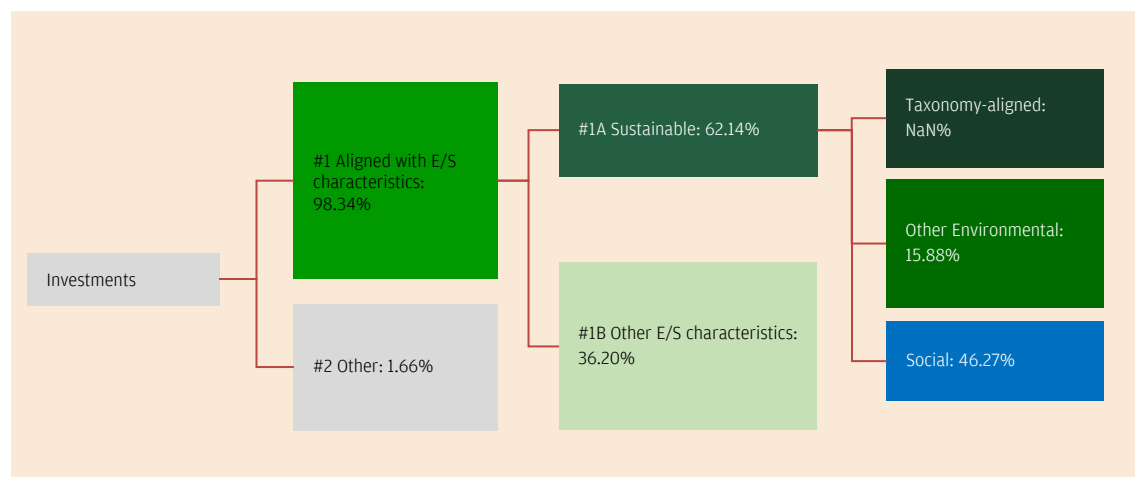 Investments
#1 Aligned with E/S
characteristics:
98.34%
#2 Other: 1.66%
#1A Sustainable: 62.14%
#1B Other E/S characteristics:
36.20%
Taxonomy-aligned:
NaN%
Other Environmental:
15.88%
Social: 46.27%